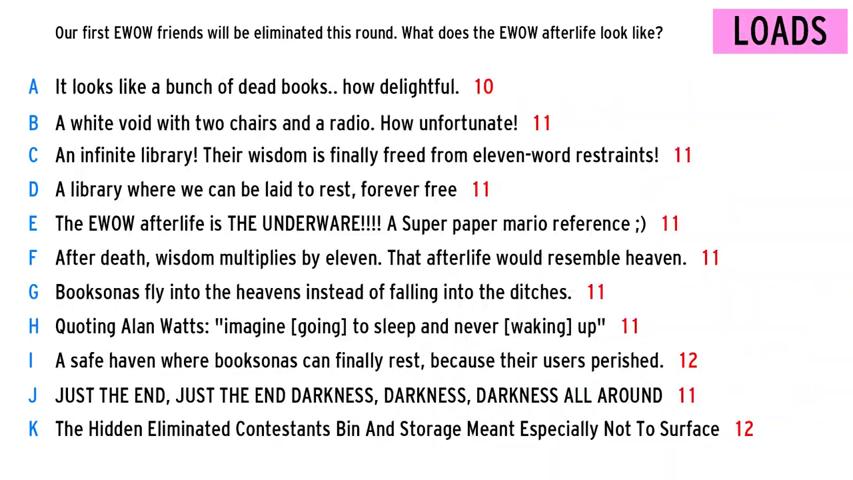 Our first EWOW friends will be eliminated this round. What does the EWOW afterlife look like?
LOADS
A It looks like a bunch of dead books.. how delightful. 10
B A white void with two chairs and a radio. How unfortunate! 11
C An infinite library! Their wisdom is finally freed from eleven-word restraints! 11
D A library where we can be laid to rest, forever free 11
E The EWOW afterlife is THE UNDERWARE!!!! A Super paper mario reference ;) 11
F After death, wisdom multiplies by eleven. That afterlife would resemble heaven. 11
G Booksonas fly into the heavens instead of falling into the ditches. 11
H Quoting Alan Watts: "imagine [going] to sleep and never [waking] up" 11
I A safe haven where booksonas can finally rest, because their users perished. 12
J JUST THE END, JUST THE END DARKNESS, DARKNESS, DARKNESS ALL AROUND 11
K The Hidden Eliminated Contestants Bin And Storage Meant Especially Not To Surface 12